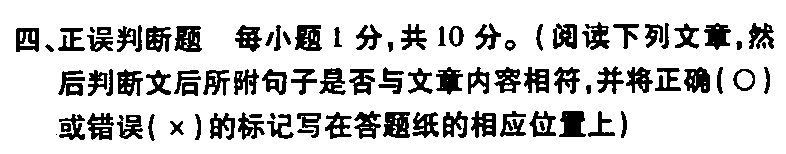 四、正误判断题　每小题 1 分,共 10 分。(阅读下列文章,然
后判断文后所附句子是否与文章内容相符,并将正确(○)
或错误(×)的标记写在答题纸的相应位置上)